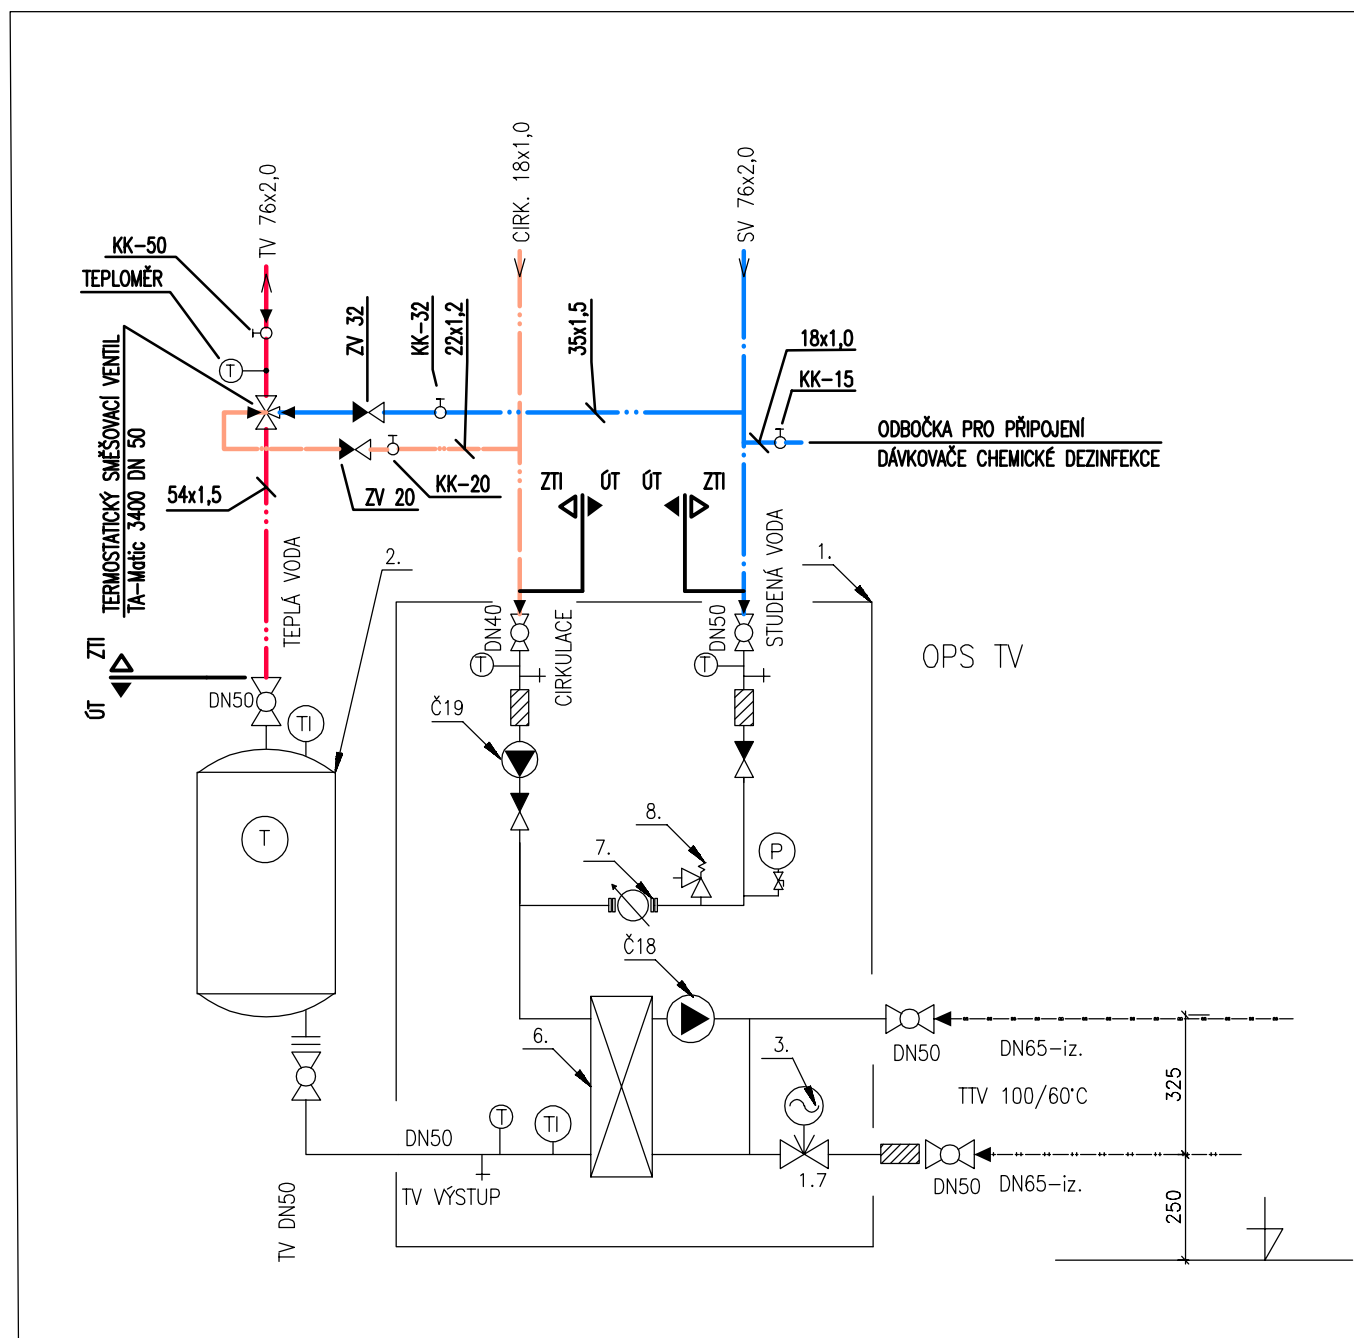 TV 76x2,0
CIRK. 18x1,0
SV 76x2,0
KK-50
TEPLOMĚR
ZV 32
KK-32
22x1,2
35x1,5
18x1,0
KK-15
T
TERMOSTATICKÝ SMĚŠOVACÍ VENTIL
TA-Matic 3400 DN 50
ODBOČKA PRO PŘIPOJENÍ
DÁVKOVAČE CHEMICKÉ DEZINFEKCE
54x1,5
ZV 20
KK-20
ZTI
ÚT
ÚT
ZTI
TEPLÁ VODA
2.
1.
DN40
CIRKULACE
DN50
STUDENÁ VODA
OPS TV
ZTI
ÚT
T
T
DN50
TI
Č19
T
8.
7.
P
Č18
6.
3.
DN50
DN65-iz.
TTV 100/60°C
325
T
TI
DN50
TV VÝSTUP
1.7
DN50
DN65-iz.
250
TV DN50